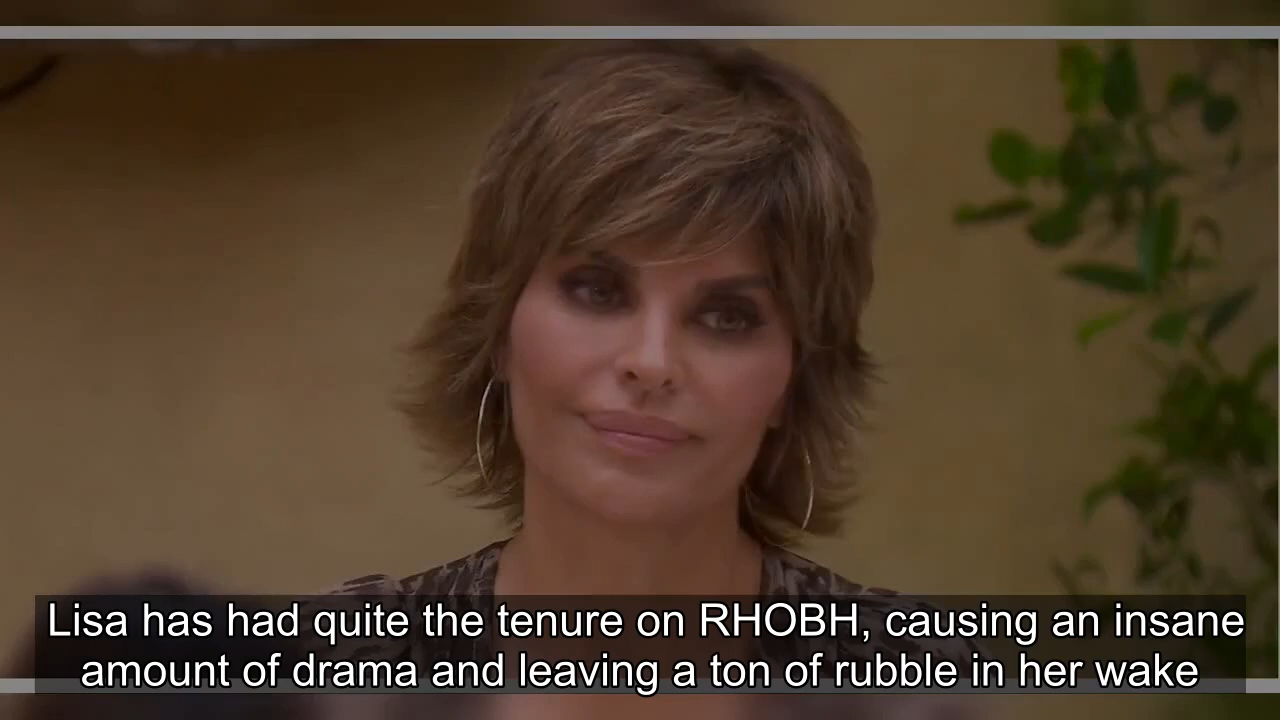 Lisa has had quite the tenure on RHOBH, causing an insane
amount of drama and leaving a ton of rubble in her wake